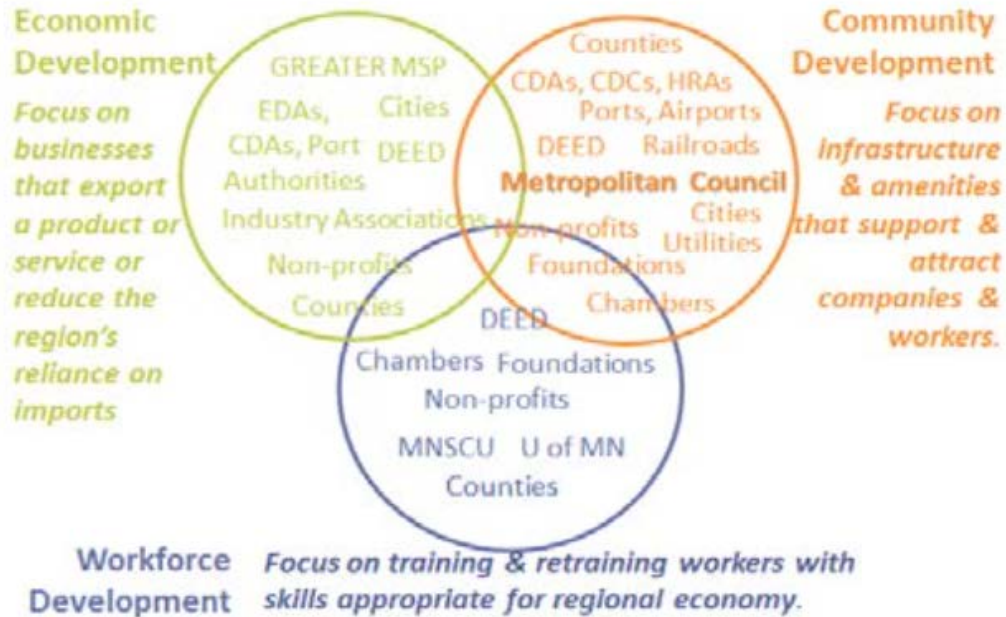 Economic
Development
Focus on
businesses
that export
a product or
service or
reduce the
region's
reliance on
imports
GREATER MSP
EDAs, Cities
CDAs, Port DEED
Authorities
Industry Associations
Non-profits
Counties
Counties
CDAs, CDCs, HRAs
Ports, Airports
DEED Railroads
Metropolitan Council
Non-profits Cities
Utilities
Foundations
Chambers
Community
Development
Focus on
infrastructure
& amenities
that support &
attract
companies &
workers.
DEED
Chambers Foundations
Non-profits
MNSCU U of MN
Counties
Workforce
Development
Focus on training & retraining workers with
skills appropriate for regional economy.